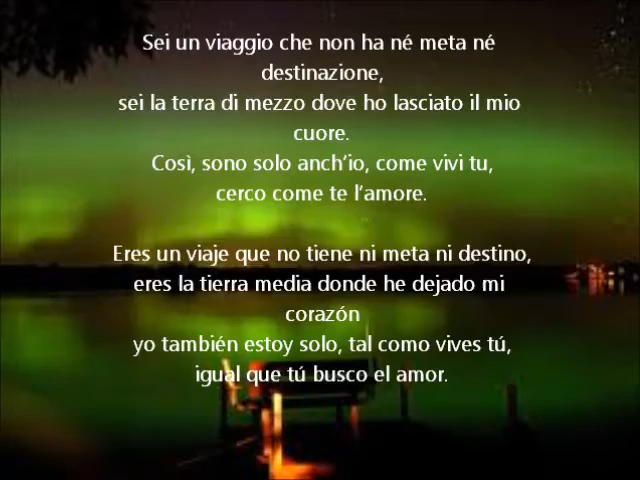 Sei un viaggio che non ha né meta né
destinazione,
sei la terra di mezzo dove ho lasciato il mio
cuore.
Così, sono solo anch'io, come vivi tu,
cerco come te l'amore.
Eres un viaje que no tiene ni meta ni destino,
eres la tierra media donde he dejado mi
corazón
yo también estoy solo, tal como vives tú,
igual que tú busco el amor.